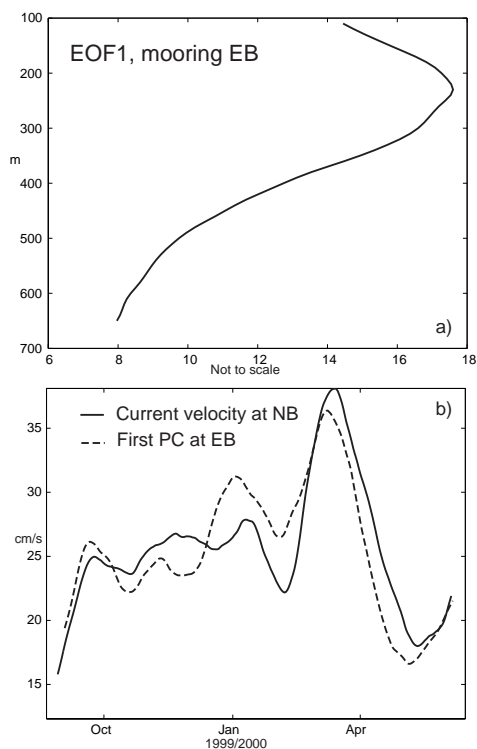 100
EOF1, mooring EB
200
300
m
400
500
600
a)
700
6 8 10 12 14 16 18
Not to scale
b)
Current velocity at NB
35
First PC at EB
30
cm/s
25
20
15
Oct Jan Apr
1999/2000